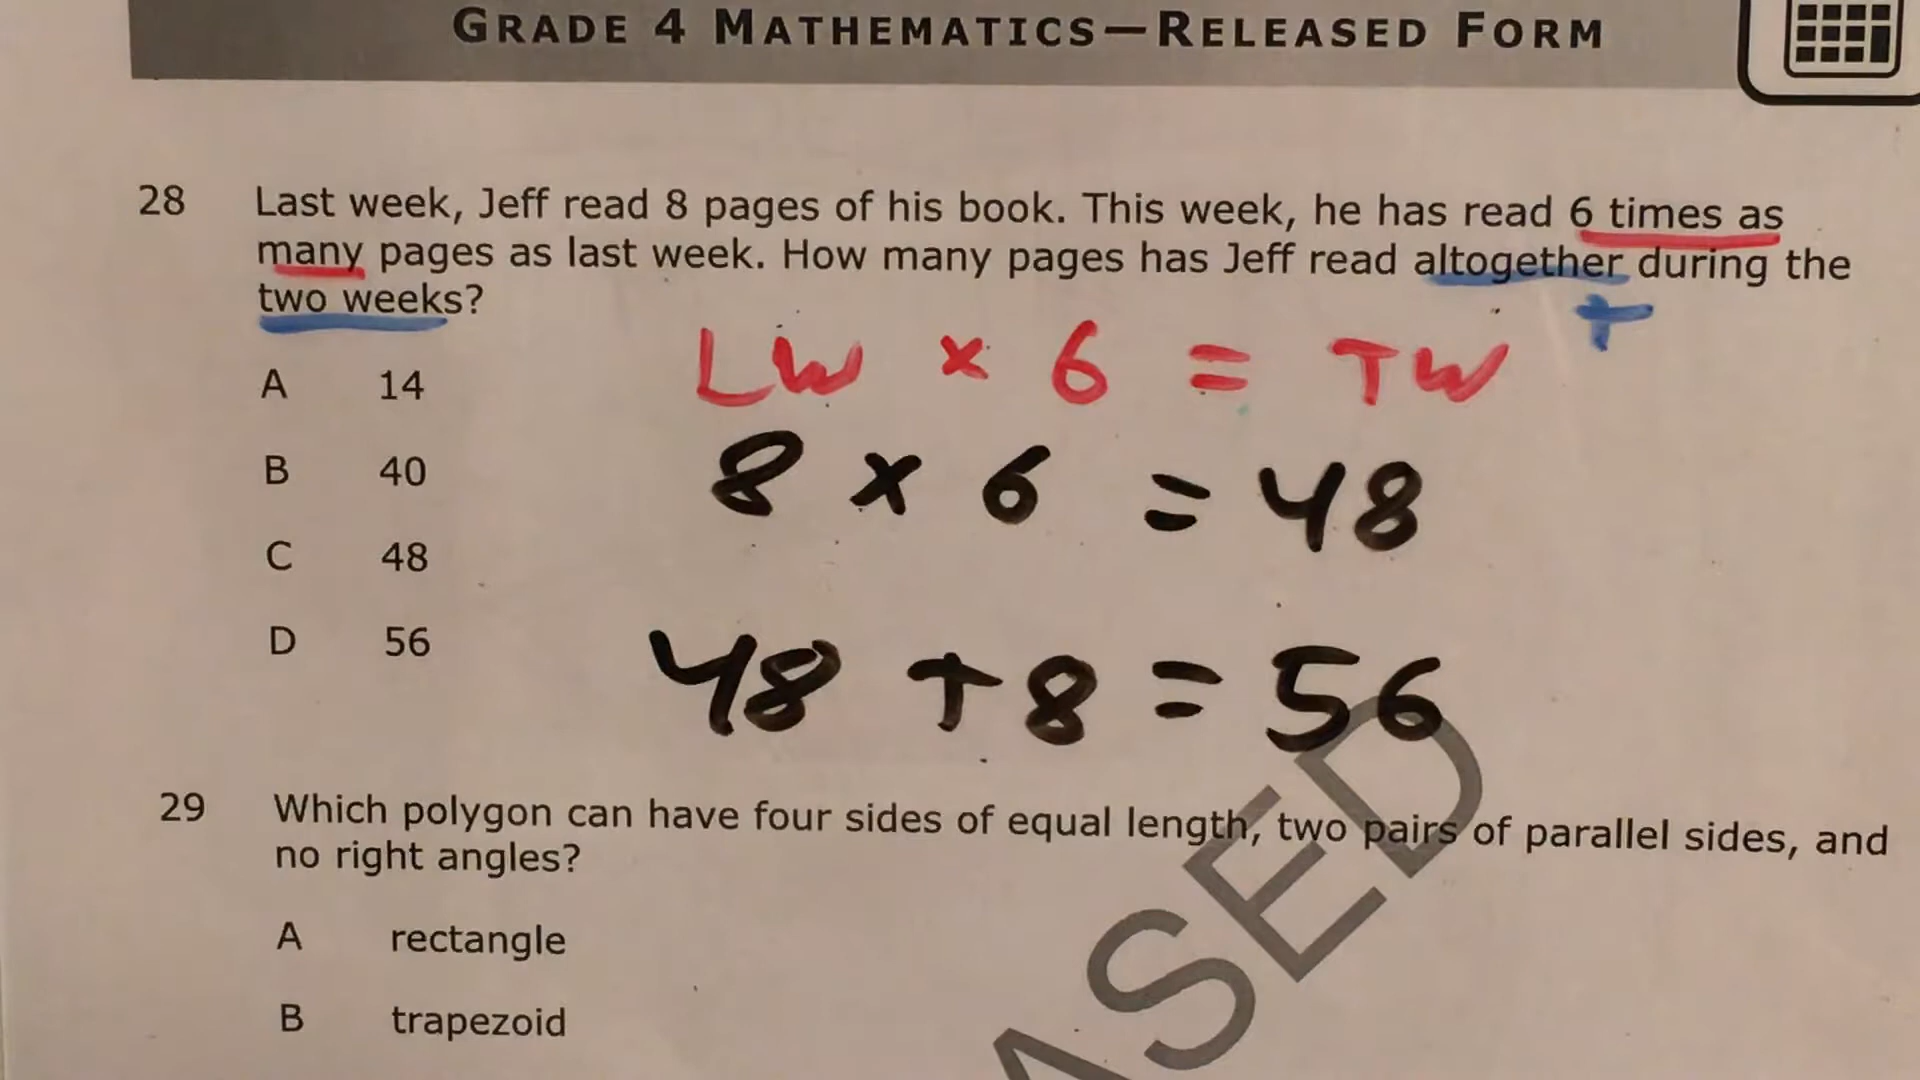 GRADE 4 MATHEMATICS—RELEASED FORM
28 Last week, Jeff read 8 pages of his book. This week, he has read 6 times as
many pages as last week. How many pages has Jeff read altogether during the
two weeks?
+
LW × 6 = TW
A 14
B 40
8 × 6 = 48
C 48
D 56
48 + 8 = 56
29 Which polygon can have four sides of equal length, two pairs of parallel sides, and
no right angles?
A rectangle
B trapezoid
ASED